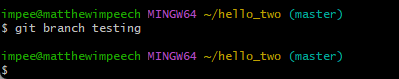 impee@matthewimpeech MINGW64 ~/hello_two (master)
$ git branch testing
impee@matthewimpeech MINGW64 ~/hello_two (master)
$